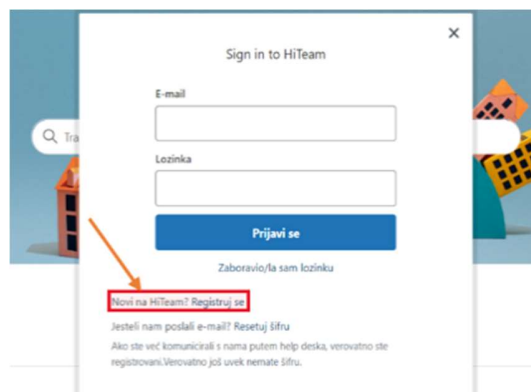 Sign in to HiTeam
E-mail
Tra
Lozinka
Prijavi se
Zaboravio/la sam lozinku
Novi na HiTeam? Registruj se
Jesteli nam poslali e-mail? Resetuj šifru
Ako ste već komunicirali s nama putem help deska, verovatno ste
registrovani.Verovatno još uvek nemate šifru.